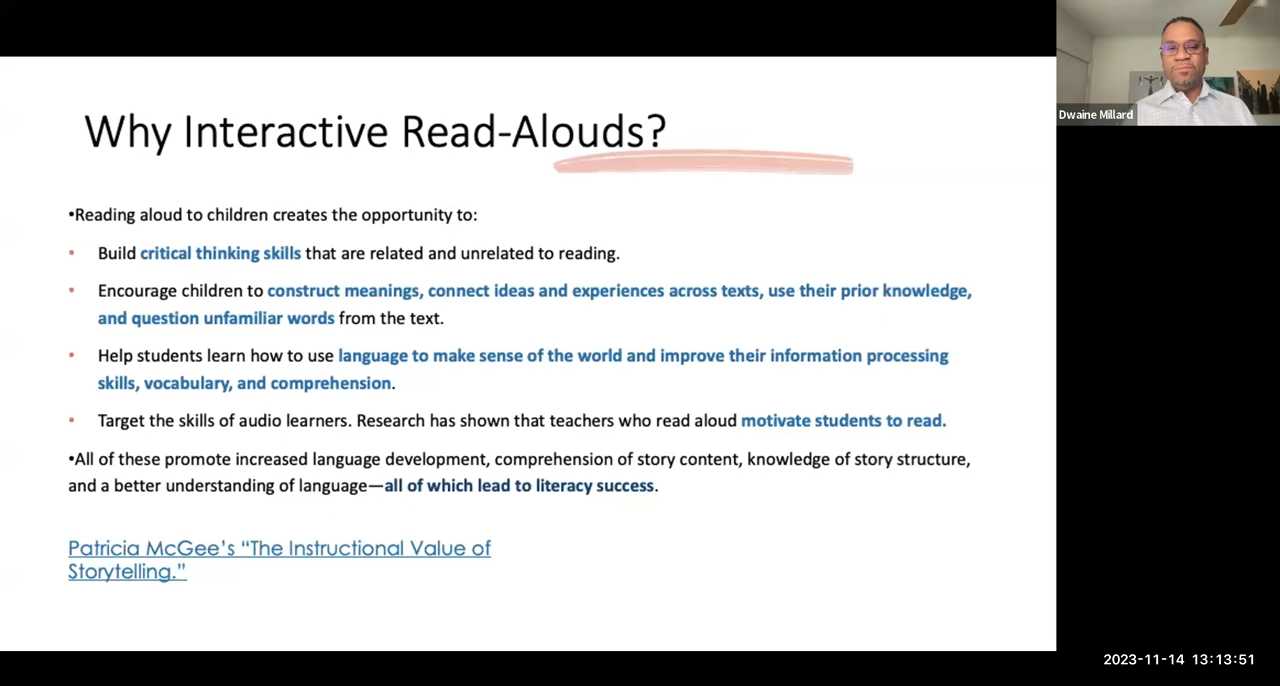 Dwaine Millard
Why Interactive Read-Alouds?
•Reading aloud to children creates the opportunity to:
• Build critical thinking skills that are related and unrelated to reading.
• Encourage children to construct meanings, connect ideas and experiences across texts, use their prior knowledge,
and question unfamiliar words from the text.
• Help students learn how to use language to make sense of the world and improve their information processing
skills, vocabulary, and comprehension.
• Target the skills of audio learners. Research has shown that teachers who read aloud motivate students to read.
•All of these promote increased language development, comprehension of story content, knowledge of story structure,
and a better understanding of language—all of which lead to literacy success.
Patricia McGee’s “The Instructional Value of
Storytelling.”
2023-11-14 13:13:51